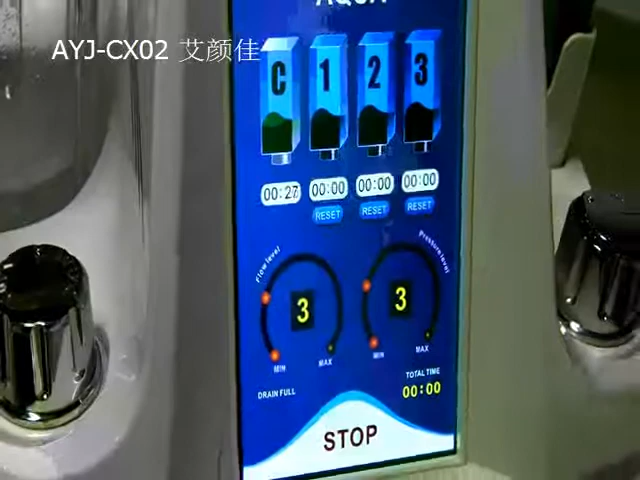 AQUA
AYJ-CX02 艾颜佳
C 1 2 3
00:27 00:00 00:00 00:00
RESET RESET RESET
Flow level Pressure level
3 3
MIN MAX MIN MAX
TOTAL TIME
DRAIN FULL 00:00
STOP